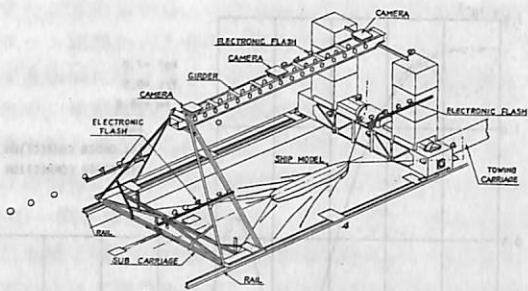 CAMERA
ELECTRONIC FLASH
CAMERA
GIRDER
CAMERA
ELECTRONIC
FLASH
ELECTRONIC FLASH
SHIP MODEL
TOWING
CARRIAGE
RAIL
SUB CARRIAGE
RAIL